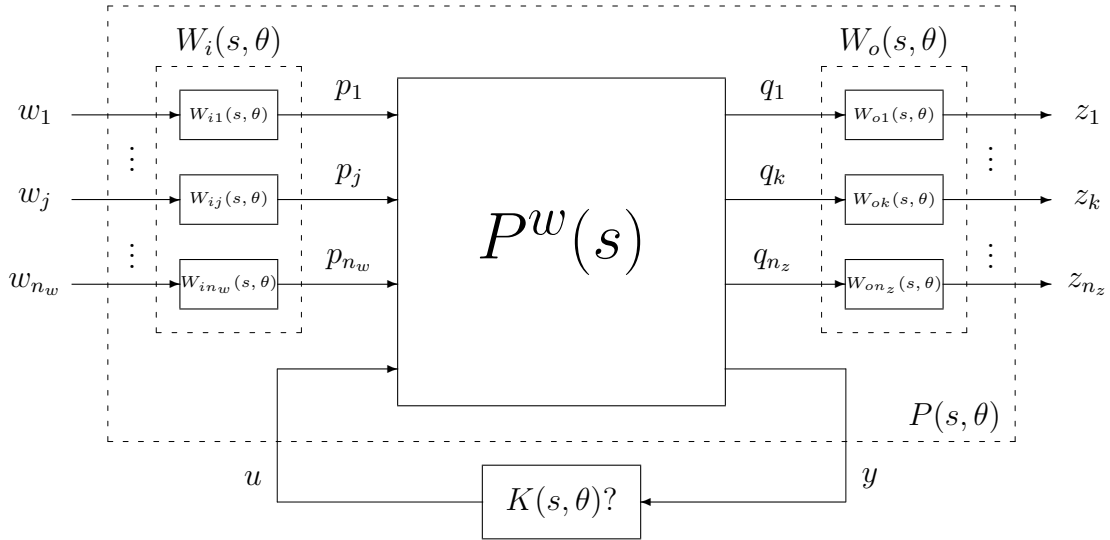 W_i(s, θ) W_o(s, θ)
w_1 W_{i1}(s, θ) p_1 q_1 W_{o1}(s, θ) z_1
⋮ ⋮
w_j W_{ij}(s, θ) p_j q_k W_{ok}(s, θ) z_k
P^w(s)
⋮ ⋮
w_{n_w} W_{in_w}(s, θ) p_{n_w} q_{n_z} W_{on_z}(s, θ) z_{n_z}
P(s, θ)
u K(s, θ)? y